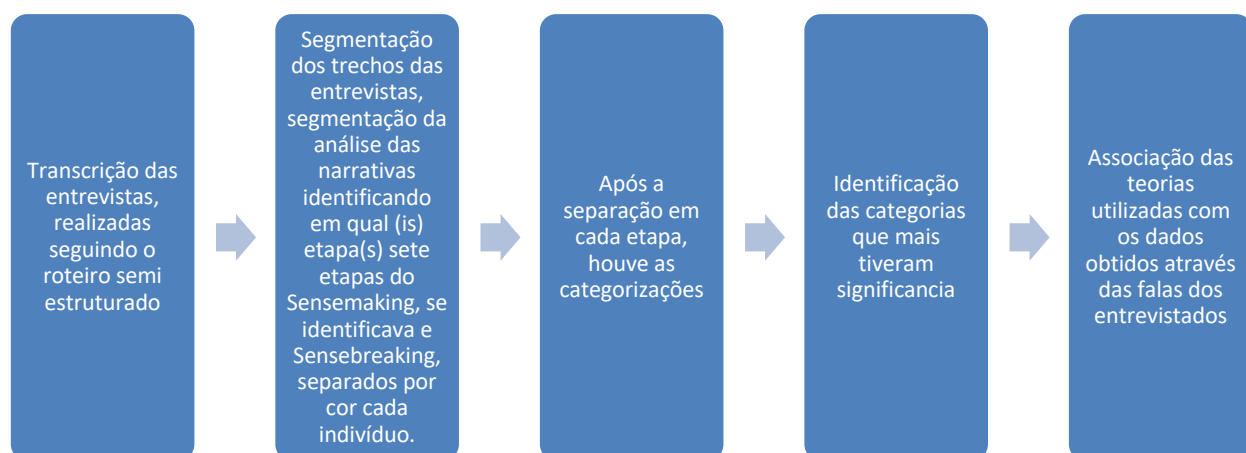 Transcrição das
entrevistas,
realizadas
seguindo o
roteiro semi
estruturado
Segmentação
dos trechos das
entrevistas,
segmentação da
análise das
narrativas
identificando
em qual (is)
etapa(s) sete
etapas do
Sensemaking, se
identificava e
Sensebreaking,
separados por
cor cada
indivíduo.
Após a
separação em
cada etapa,
houve as
categorizações
Identificação
das categorias
que mais
tiveram
significancia
Associação das
teorias
utilizadas com
os dados
obtidos através
das falas dos
entrevistados